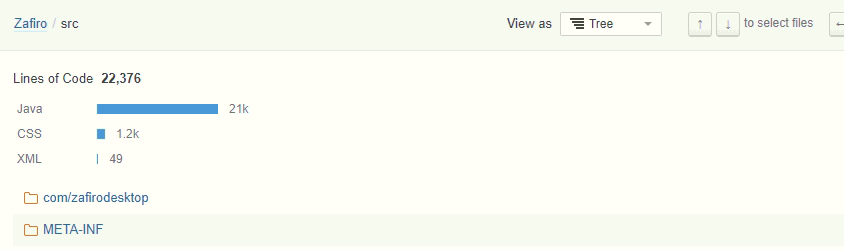 Zafiro / src View as Tree ↑ ↓ to select files ←
Lines of Code 22,376
Java 21k
CSS 1.2k
XML 49
com/zafirodesktop
META-INF